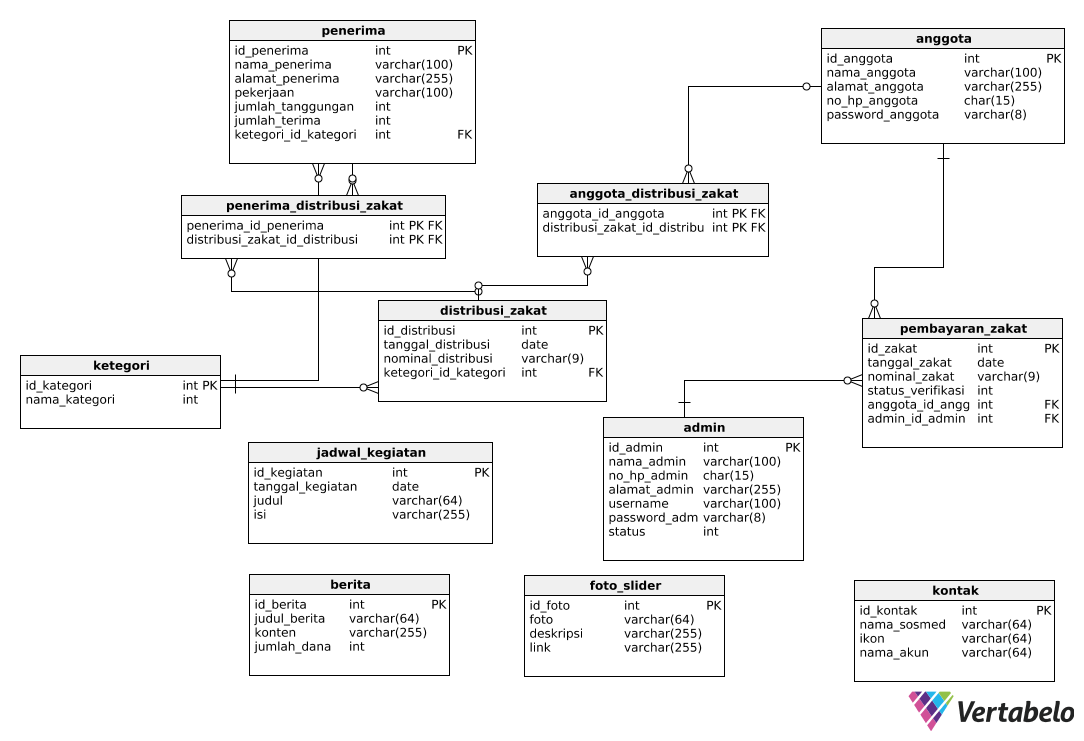 penerima
id_penerima int PK
nama_penerima varchar(100)
alamat_penerima varchar(255)
pekerjaan varchar(100)
jumlah_tanggungan int
jumlah_terima int
ketegori_id_kategori int FK
anggota
id_anggota int PK
nama_anggota varchar(100)
alamat_anggota varchar(255)
no_hp_anggota char(15)
password_anggota varchar(8)
penerima_distribusi_zakat
penerima_id_penerima int PK FK
distribusi_zakat_id_distribusi int PK FK
anggota_distribusi_zakat
anggota_id_anggota int PK FK
distribusi_zakat_id_distribu int PK FK
distribusi_zakat
id_distribusi int PK
tanggal_distribusi date
nominal_distribusi varchar(9)
ketegori_id_kategori int FK
pembayaran_zakat
id_zakat int PK
tanggal_zakat date
nominal_zakat varchar(9)
status_verifikasi int
anggota_id_angg int FK
admin_id_admin int FK
ketegori
id_kategori int PK
nama_kategori int
admin
id_admin int PK
nama_admin varchar(100)
no_hp_admin char(15)
alamat_admin varchar(255)
username varchar(100)
password_adm varchar(8)
status int
jadwal_kegiatan
id_kegiatan int PK
tanggal_kegiatan date
judul varchar(64)
isi varchar(255)
berita
id_berita int PK
judul_berita varchar(64)
konten varchar(255)
jumlah_dana int
foto_slider
id_foto int PK
foto varchar(64)
deskripsi varchar(255)
link varchar(255)
kontak
id_kontak int PK
nama_sosmed varchar(64)
ikon varchar(64)
nama_akun varchar(64)
Vertabelo